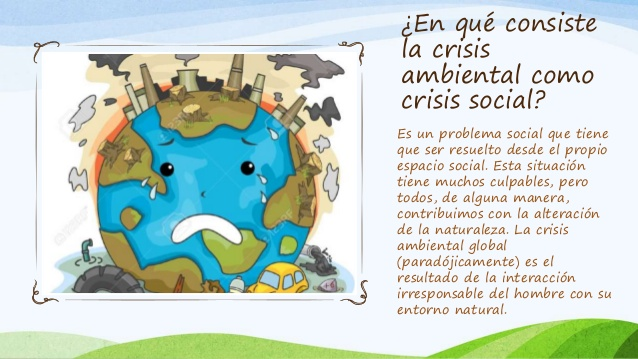 ¿En qué consiste
la crisis
ambiental como
crisis social?
Es un problema social que tiene
que ser resuelto desde el propio
espacio social. Esta situación
tiene muchos culpables, pero
todos, de alguna manera,
contribuimos con la alteración
de la naturaleza. La crisis
ambiental global
(paradójicamente) es el
resultado de la interacción
irresponsable del hombre con su
entorno natural.